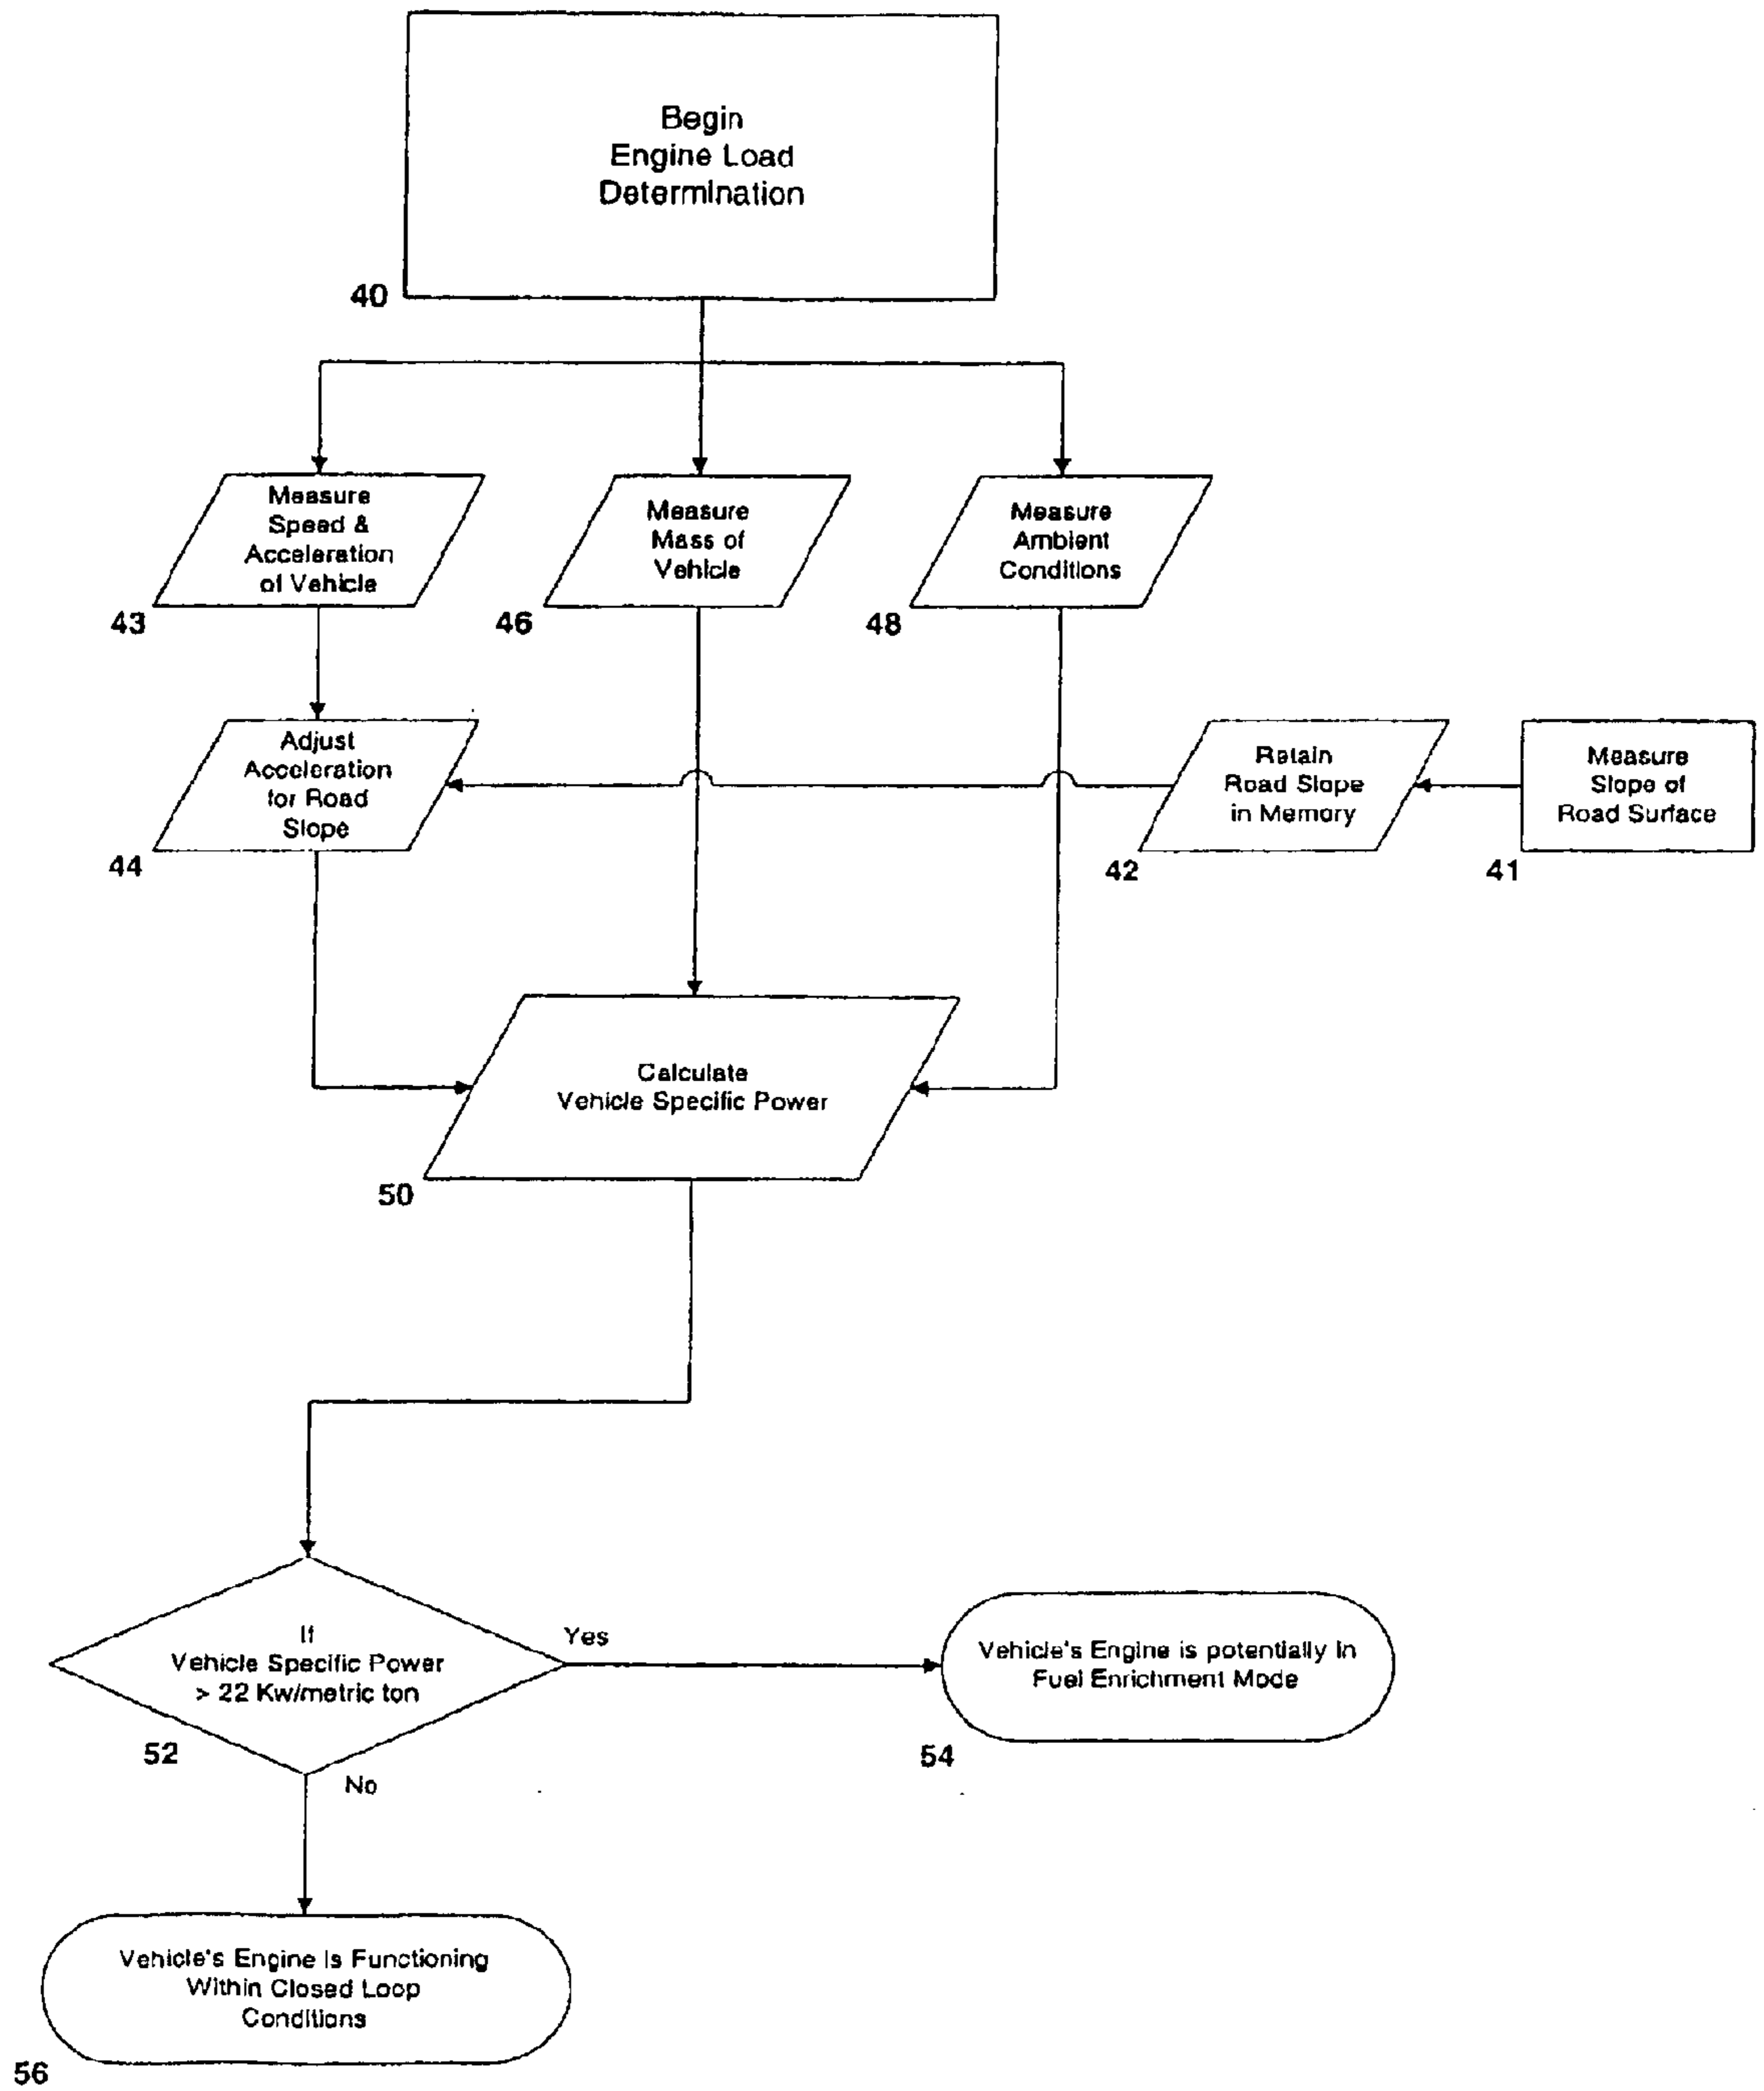 Begin
Engine Load
Determination
40
Measure
Speed &
Acceleration
of Vehicle
43
Measure
Mass of
Vehicle
46
Measure
Ambient
Conditions
48
Adjust
Acceleration
for Road
Slope
44
Retain
Road Slope
in Memory
42
Measure
Slope of
Road Surface
41
Calculate
Vehicle Specific Power
50
If
Vehicle Specific Power
> 22 Kw/metric ton
52
Yes
Vehicle's Engine is potentially in
Fuel Enrichment Mode
54
No
Vehicle's Engine Is Functioning
Within Closed Loop
Conditions
56